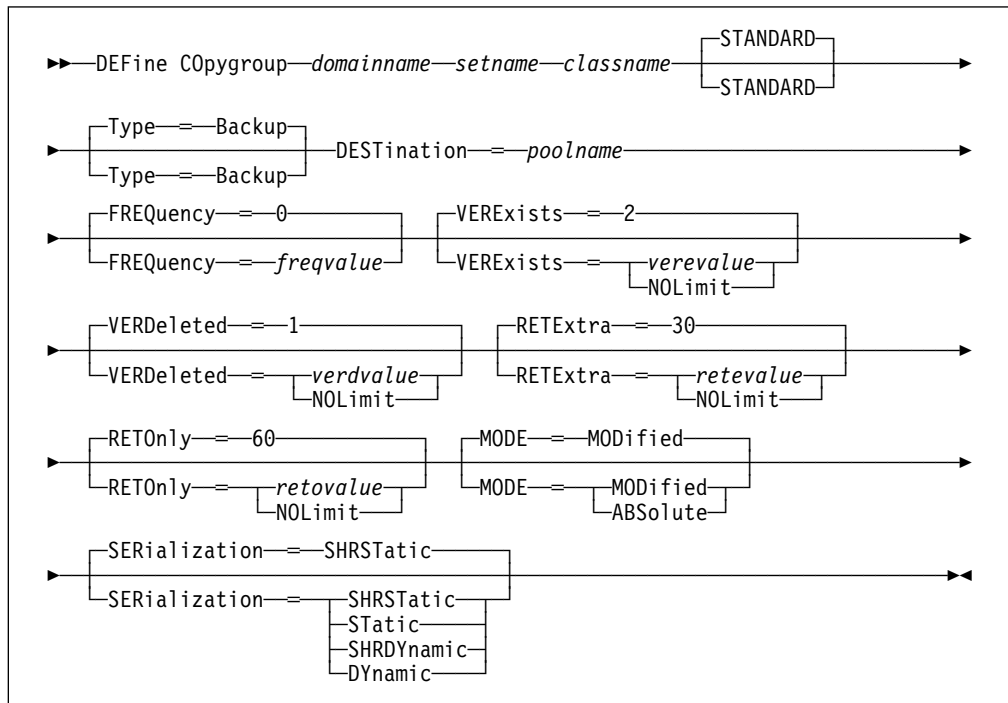 STANDARD
DEFine COpygroup domainname setname classname
STANDARD
Type = Backup
DESTination = poolname
Type = Backup
FREQuency = 0 VERExists = 2
FREQuency = freqvalue VERExists = verevalue
NOLimit
VERDeleted = 1 RETExtra = 30
VERDeleted = verdvalue RETExtra = retevalue
NOLimit NOLimit
RETOnly = 60 MODE = MODified
RETOnly = retovalue MODE = MODified
NOLimit ABSolute
SERialization = SHRSTatic
SERialization = SHRSTatic
STatic
SHRDYnamic
DYnamic